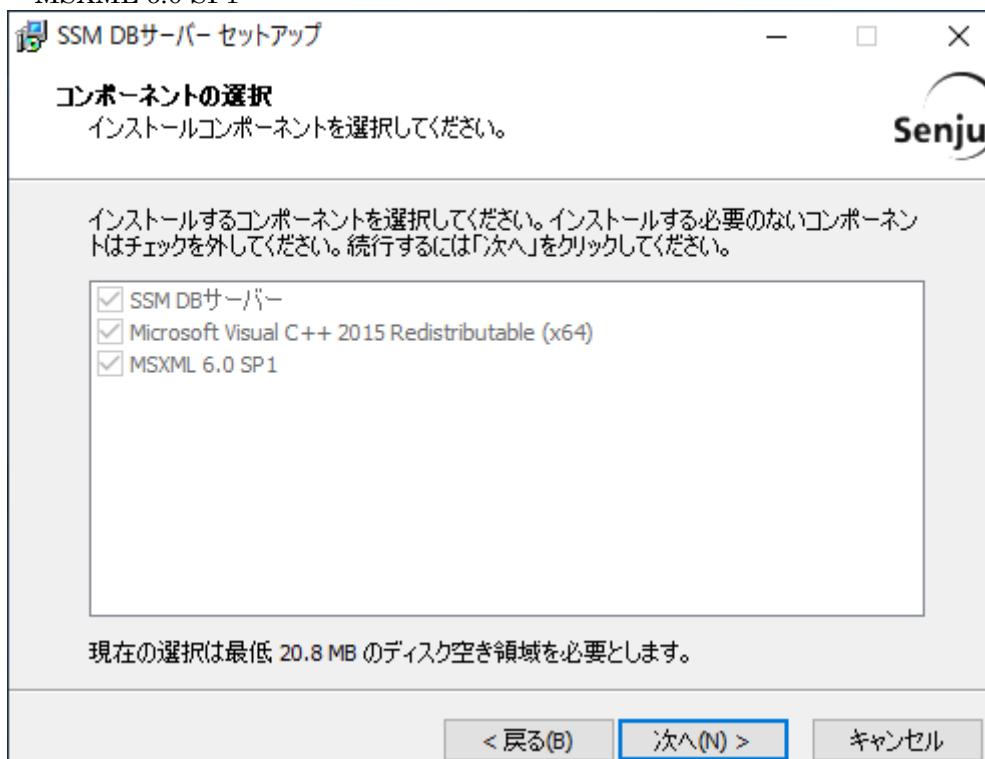 MSXML 6.0 SP1
SSM DBサーバー セットアップ
コンポーネントの選択
インストールコンポーネントを選択してください。
Senju
インストールするコンポーネントを選択してください。インストールする必要のないコンポーネン
トはチェックを外してください。続行するには「次へ」をクリックしてください。
SSM DBサーバー
Microsoft Visual C++ 2015 Redistributable (x64)
MSXML 6.0 SP1
現在の選択は最低 20.8 MB のディスク空き領域を必要とします。
< 戻る(B)
次へ(N) >
キャンセル